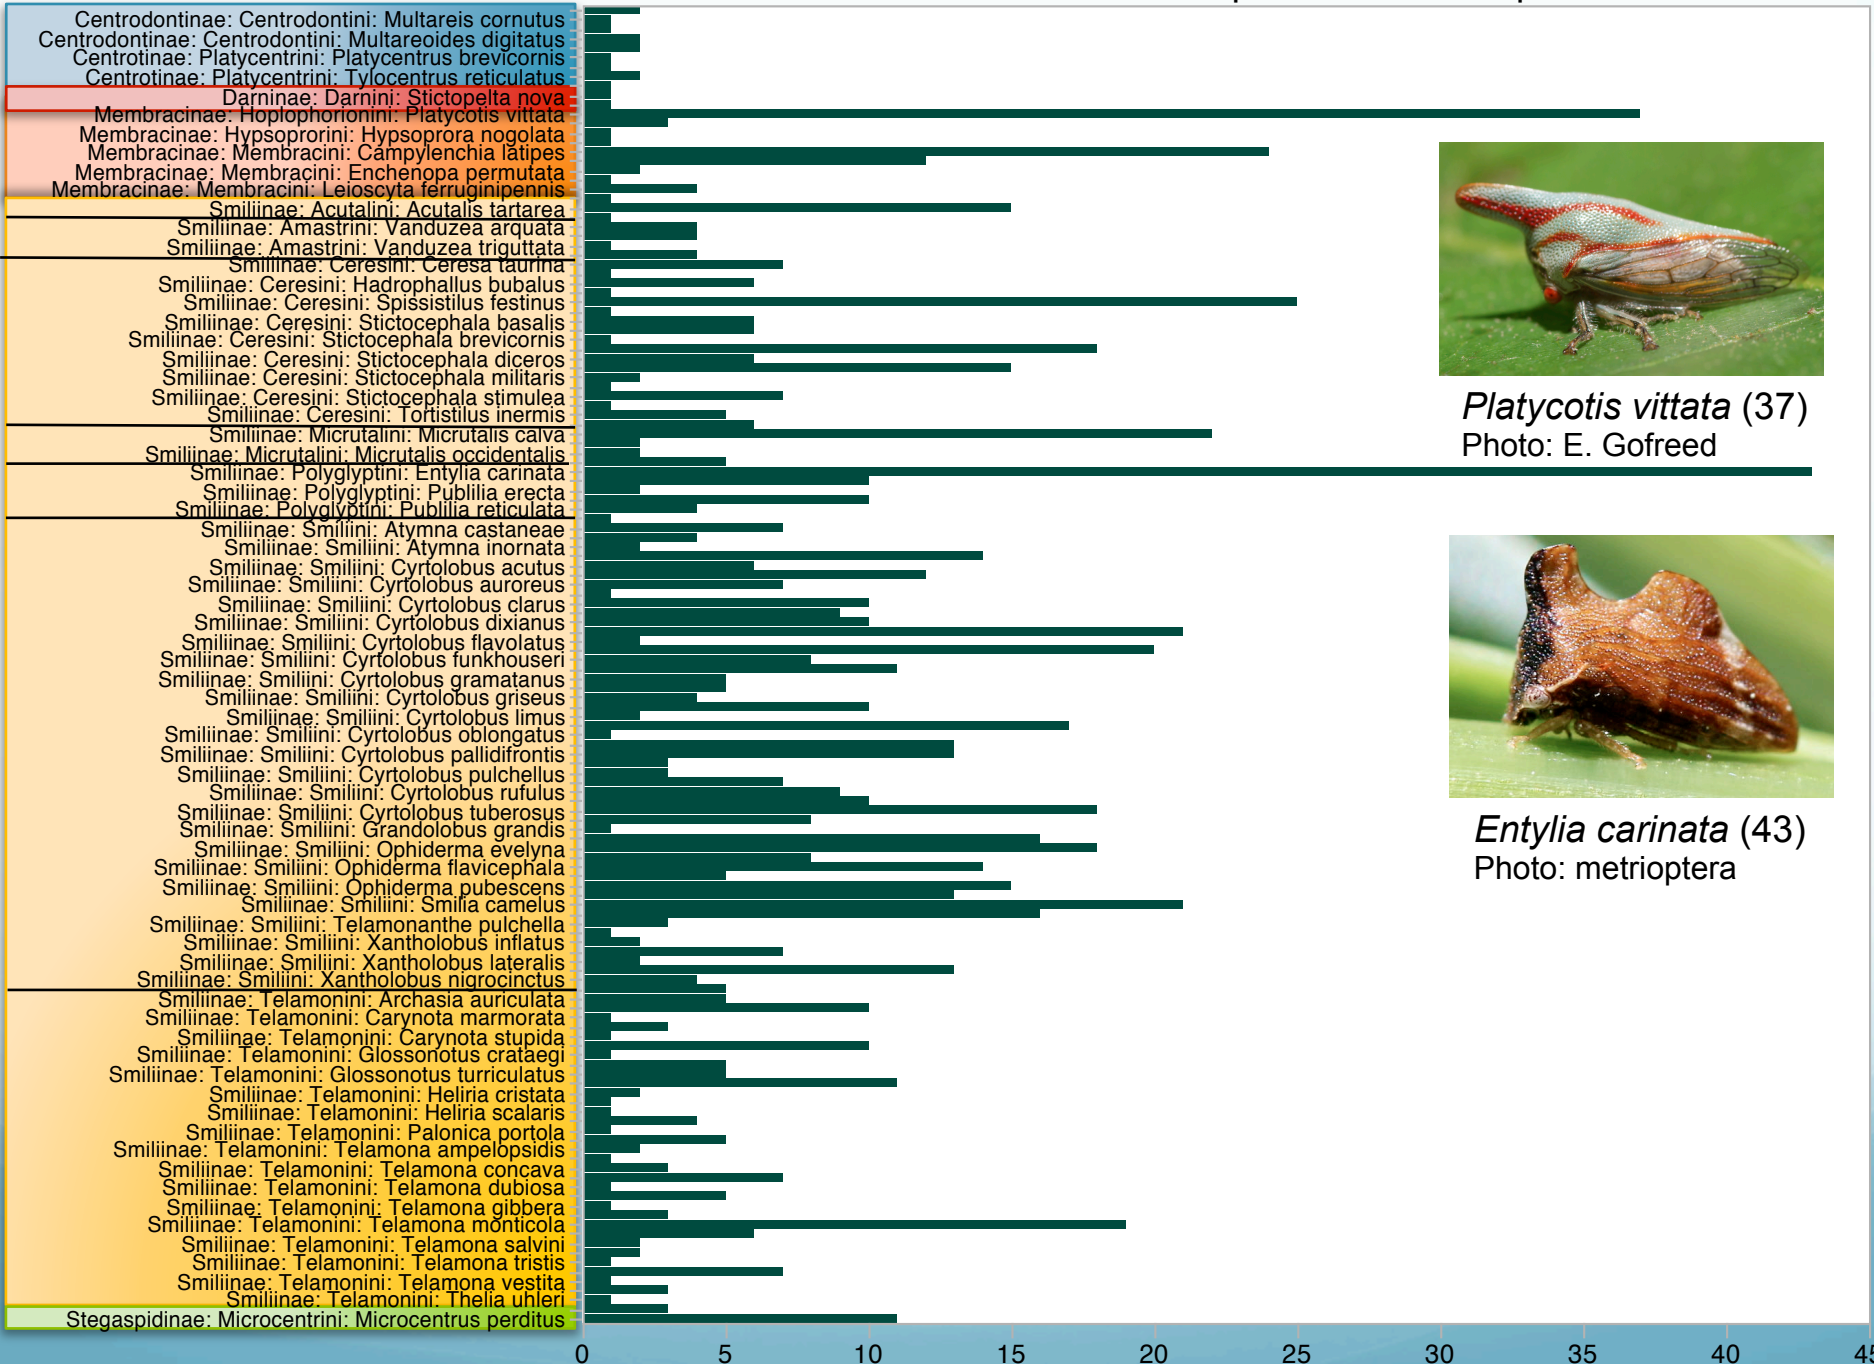 Centrodontinae: Centrodontini: Multareis cornutus
Centrodontinae: Centrodontini: Multareoides digitatus
Centrotinae: Platycentrini: Platycentrus brevicornis
Centrotinae: Platycentrini: Tylocentrus reticulatus
Darninae: Darnini: Stictopelta nova
Membracinae: Hoplophorionini: Platycotis vittata
Membracinae: Hypsoprorini: Hypsoprora nogolata
Membracinae: Membracini: Campylenchia latipes
Membracinae: Membracini: Enchenopa permutata
Membracinae: Membracini: Leioscyta ferruginipennis
Smiliinae: Acutalini: Acutalis tartarea
Smiliinae: Amastrini: Vanduzea arquata
Smiliinae: Amastrini: Vanduzea triguttata
Smiliinae: Ceresini: Ceresa taurina
Smiliinae: Ceresini: Hadrophallus bubalus
Smiliinae: Ceresini: Spissistilus festinus
Smiliinae: Ceresini: Stictocephala basalis
Smiliinae: Ceresini: Stictocephala brevicornis
Smiliinae: Ceresini: Stictocephala diceros
Smiliinae: Ceresini: Stictocephala militaris
Smiliinae: Ceresini: Stictocephala stimulea
Smiliinae: Ceresini: Tortistilus inermis
Smiliinae: Micrutalini: Micrutalis calva
Smiliinae: Micrutalini: Micrutalis occidentalis
Smiliinae: Polyglyptini: Entylia carinata
Smiliinae: Polyglyptini: Publilia erecta
Smiliinae: Polyglyptini: Publilia reticulata
Smiliinae: Smiliini: Atymna castaneae
Smiliinae: Smiliini: Atymna inornata
Smiliinae: Smiliini: Cyrtolobus acutus
Smiliinae: Smiliini: Cyrtolobus auroreus
Smiliinae: Smiliini: Cyrtolobus clarus
Smiliinae: Smiliini: Cyrtolobus dixianus
Smiliinae: Smiliini: Cyrtolobus flavolatus
Smiliinae: Smiliini: Cyrtolobus funkhouseri
Smiliinae: Smiliini: Cyrtolobus gramatanus
Smiliinae: Smiliini: Cyrtolobus griseus
Smiliinae: Smiliini: Cyrtolobus limus
Smiliinae: Smiliini: Cyrtolobus oblongatus
Smiliinae: Smiliini: Cyrtolobus pallidifrontis
Smiliinae: Smiliini: Cyrtolobus pulchellus
Smiliinae: Smiliini: Cyrtolobus rufulus
Smiliinae: Smiliini: Cyrtolobus tuberosus
Smiliinae: Smiliini: Grandolobus grandis
Smiliinae: Smiliini: Ophiderma evelyna
Smiliinae: Smiliini: Ophiderma flavicephala
Smiliinae: Smiliini: Ophiderma pubescens
Smiliinae: Smiliini: Smilia camelus
Smiliinae: Smiliini: Telamonanthe pulchella
Smiliinae: Smiliini: Xantholobus inflatus
Smiliinae: Smiliini: Xantholobus lateralis
Smiliinae: Smiliini: Xantholobus nigrocinctus
Smiliinae: Telamonini: Archasia auriculata
Smiliinae: Telamonini: Carynota marmorata
Smiliinae: Telamonini: Carynota stupida
Smiliinae: Telamonini: Glossonotus crataegi
Smiliinae: Telamonini: Glossonotus turriculatus
Smiliinae: Telamonini: Heliria cristata
Smiliinae: Telamonini: Heliria scalaris
Smiliinae: Telamonini: Palonica portola
Smiliinae: Telamonini: Telamona ampelopsidis
Smiliinae: Telamonini: Telamona concava
Smiliinae: Telamonini: Telamona dubiosa
Smiliinae: Telamonini: Telamona gibbera
Smiliinae: Telamonini: Telamona monticola
Smiliinae: Telamonini: Telamona salvini
Smiliinae: Telamonini: Telamona tristis
Smiliinae: Telamonini: Telamona vestita
Smiliinae: Telamonini: Thelia uhleri
Stegaspidinae: Microcentrini: Microcentrus perditus
Platycotis vittata (37)
Photo: E. Gofreed
Entylia carinata (43)
Photo: metrioptera
0 5 10 15 20 25 30 35 40